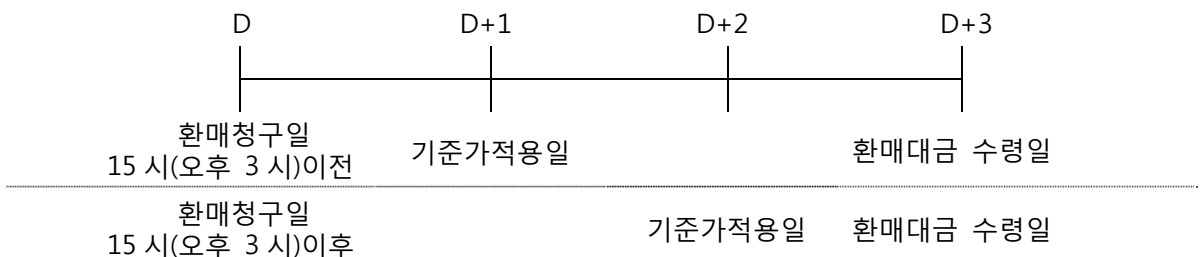 D D+1 D+2 D+3
환매청구일
15 시(오후 3 시)이전
기준가적용일
환매대금 수령일
환매청구일
15 시(오후 3 시)이후
기준가적용일
환매대금 수령일